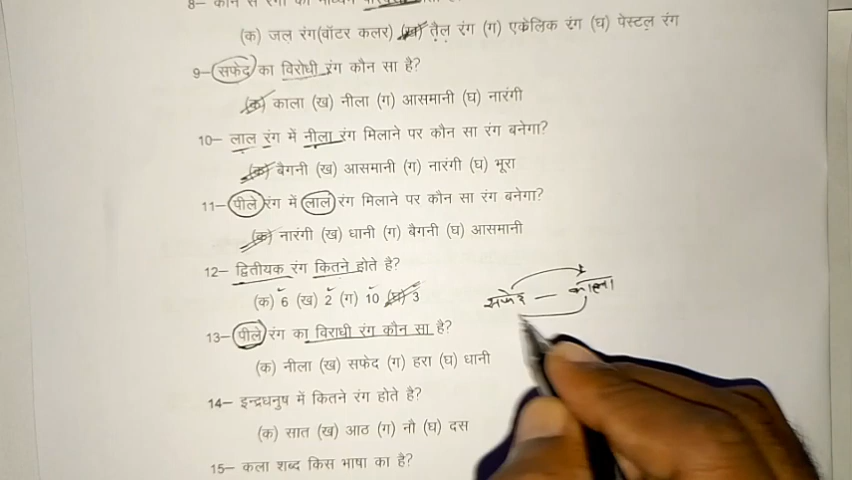 8– कौन से रंगों का माध्यम
(क) जल रंग(वॉटर कलर) (ख) तैल रंग (ग) एक्रेलिक रंग (घ) पेस्टल रंग
9– सफेद का विरोधी रंग कौन सा है?
(क) काला (ख) नीला (ग) आसमानी (घ) नारंगी
10– लाल रंग में नीला रंग मिलाने पर कौन सा रंग बनेगा?
(क) बैगनी (ख) आसमानी (ग) नारंगी (घ) भूरा
11– पीले रंग में लाल रंग मिलाने पर कौन सा रंग बनेगा?
(क) नारंगी (ख) धानी (ग) बैगनी (घ) आसमानी
12– द्वितीयक रंग कितने होते है?
(क) 6 (ख) 2 (ग) 10 (घ) 3
सफेद — काला
13– पीले रंग का विराधी रंग कौन सा है?
(क) नीला (ख) सफेद (ग) हरा (घ) धानी
14– इन्द्रधनुष में कितने रंग होते है?
(क) सात (ख) आठ (ग) नौ (घ) दस
15– कला शब्द किस भाषा का है?